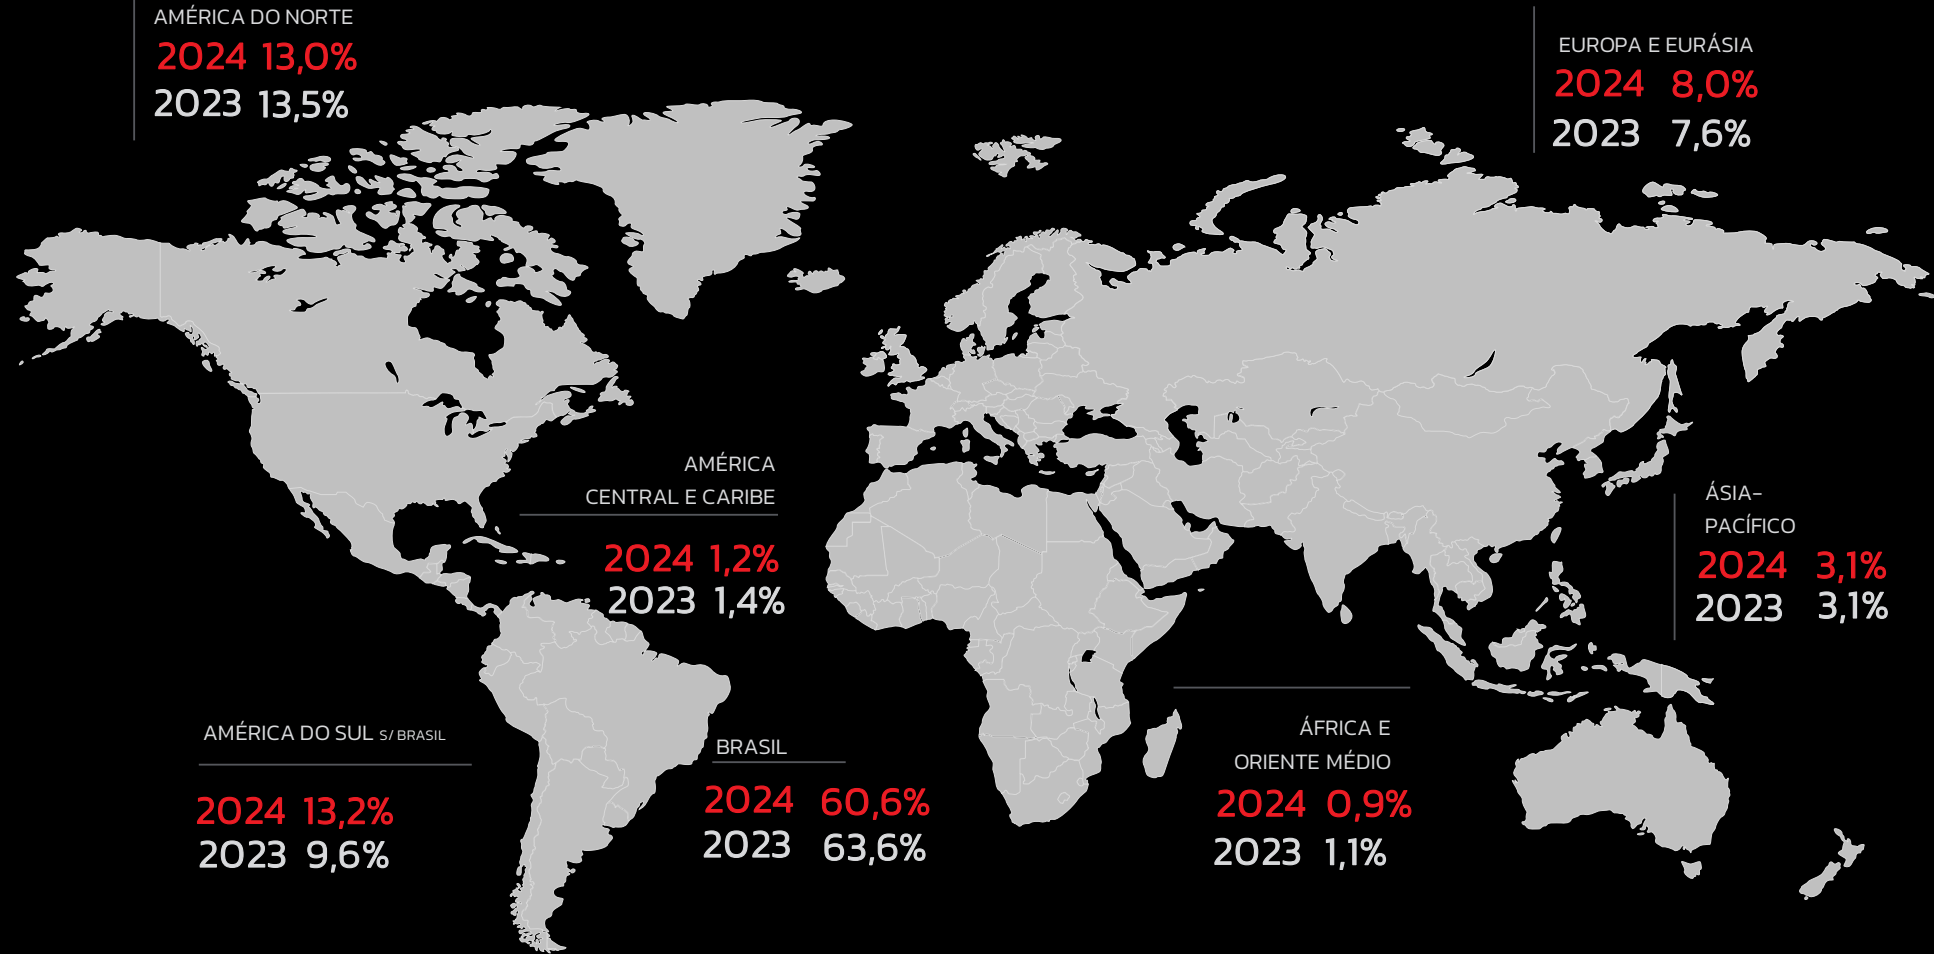 AMÉRICA DO NORTE
2024 13,0%
2023 13,5%
EUROPA E EURÁSIA
2024 8,0%
2023 7,6%
AMÉRICA
CENTRAL E CARIBE
2024 1,2%
2023 1,4%
ÁSIA-
PACÍFICO
2024 3,1%
2023 3,1%
AMÉRICA DO SUL S/ BRASIL
2024 13,2%
2023 9,6%
BRASIL
2024 60,6%
2023 63,6%
ÁFRICA E
ORIENTE MÉDIO
2024 0,9%
2023 1,1%